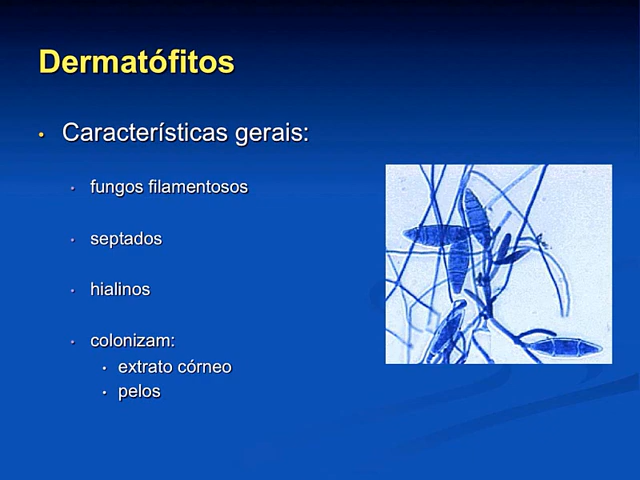 Dermatófitos
• Características gerais:
• fungos filamentosos
• septados
• hialinos
• colonizam:
• extrato córneo
• pelos